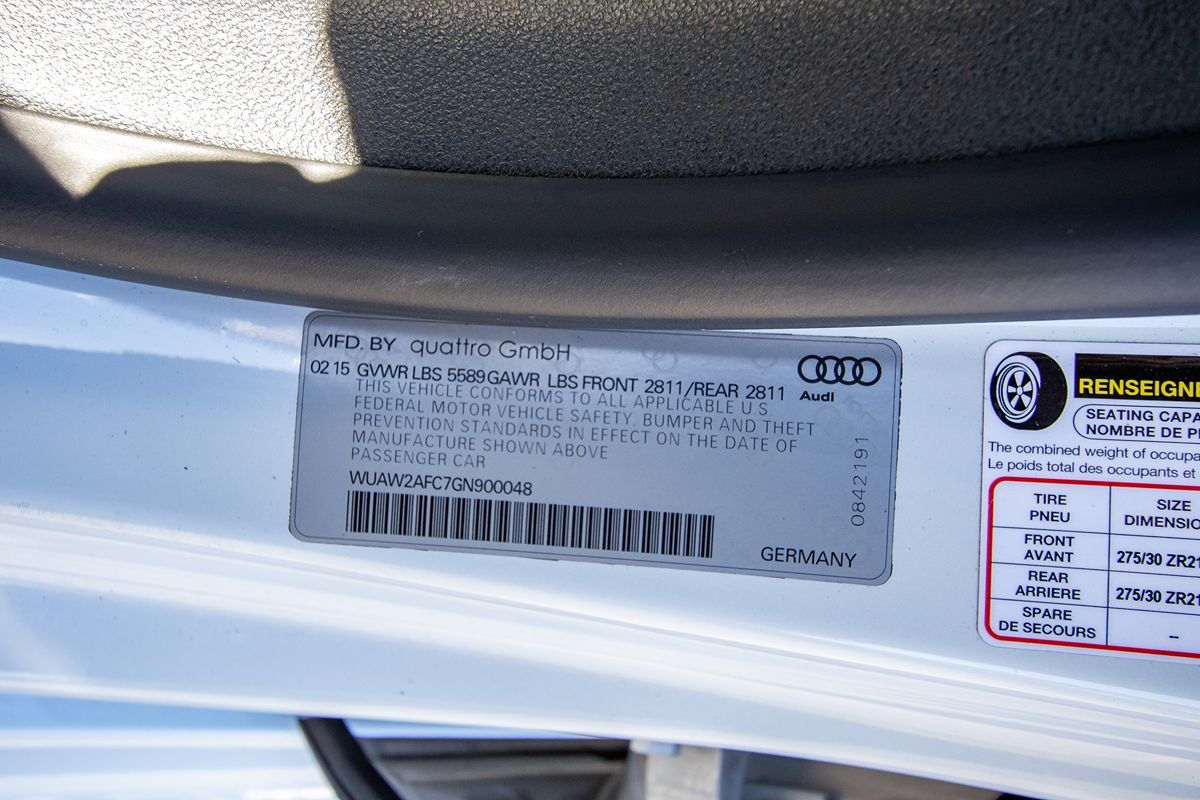 MFD. BY quattro GmbH
02 15 GVWR LBS 5589 GAWR LBS FRONT 2811/REAR 2811
THIS VEHICLE CONFORMS TO ALL APPLICABLE U.S.
FEDERAL MOTOR VEHICLE SAFETY, BUMPER AND THEFT
PREVENTION STANDARDS IN EFFECT ON THE DATE OF
MANUFACTURE SHOWN ABOVE
PASSENGER CAR
WUAW2AFC7GN900048
GERMANY
Audi
0842191
RENSEIGNE
SEATING CAPA
NOMBRE DE P
The combined weight of occupa
Le poids total des occupants et
TIRE
PNEU
SIZE
DIMENSIO
FRONT
AVANT
275/30 ZR21
REAR
ARRIERE
275/30 ZR21
SPARE
DE SECOURS
--